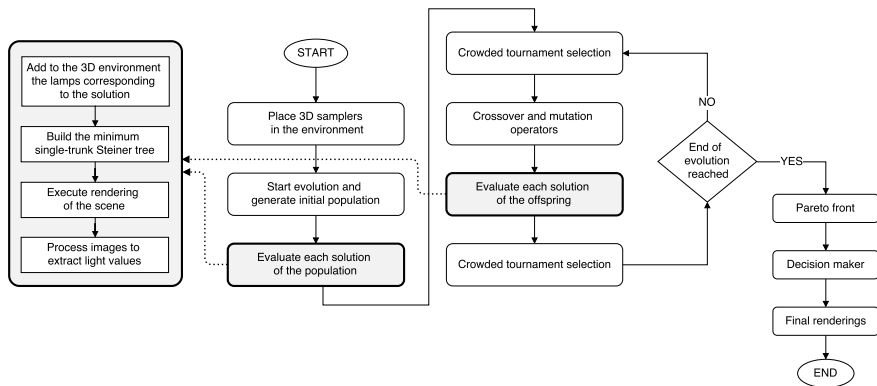 Add to the 3D environment
the lamps corresponding
to the solution
Build the minimum
single-trunk Steiner tree
Execute rendering
of the scene
Process images to
extract light values
START
Place 3D samplers
in the environment
Start evolution and
generate initial population
Evaluate each solution
of the population
Crowded tournament selection
Crossover and mutation
operators
Evaluate each solution
of the offspring
Crowded tournament selection
NO
End of
evolution
reached
YES
Pareto front
Decision maker
Final renderings
END